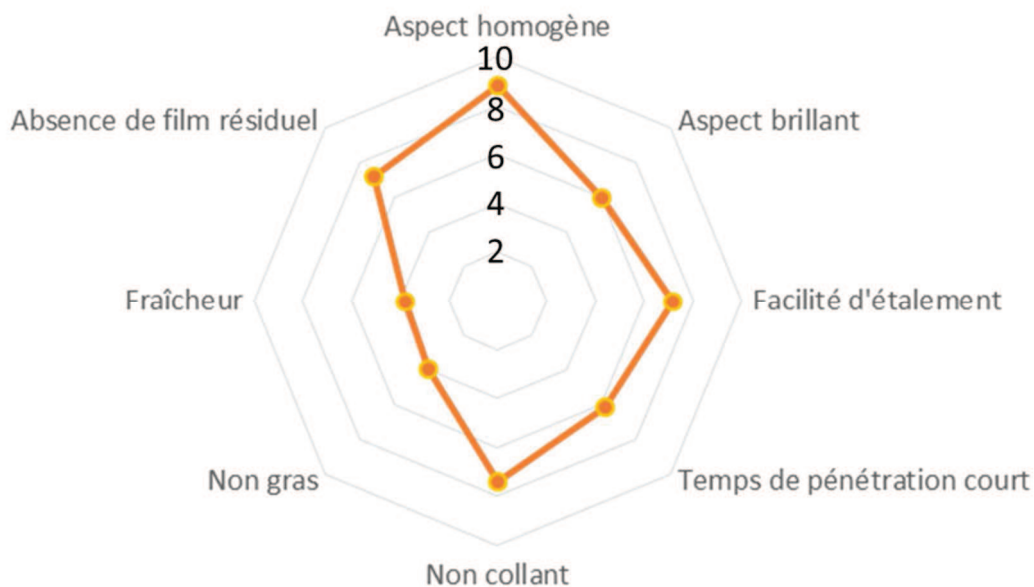 Aspect homogène
10
Absence de film résiduel
8
Aspect brillant
6
4
2
Fraîcheur
Facilité d'étalement
Non gras
Temps de pénétration court
Non collant